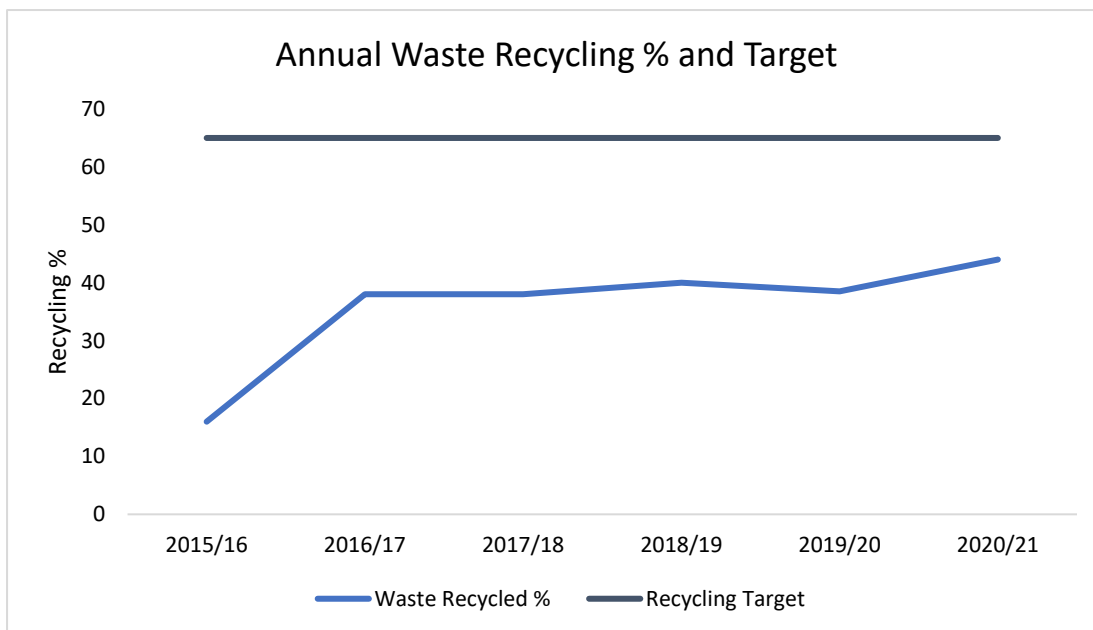 Annual Waste Recycling % and Target
70
60
50
40
30
20
10
0
Recycling %
2015/16 2016/17 2017/18 2018/19 2019/20 2020/21
Waste Recycled % Recycling Target